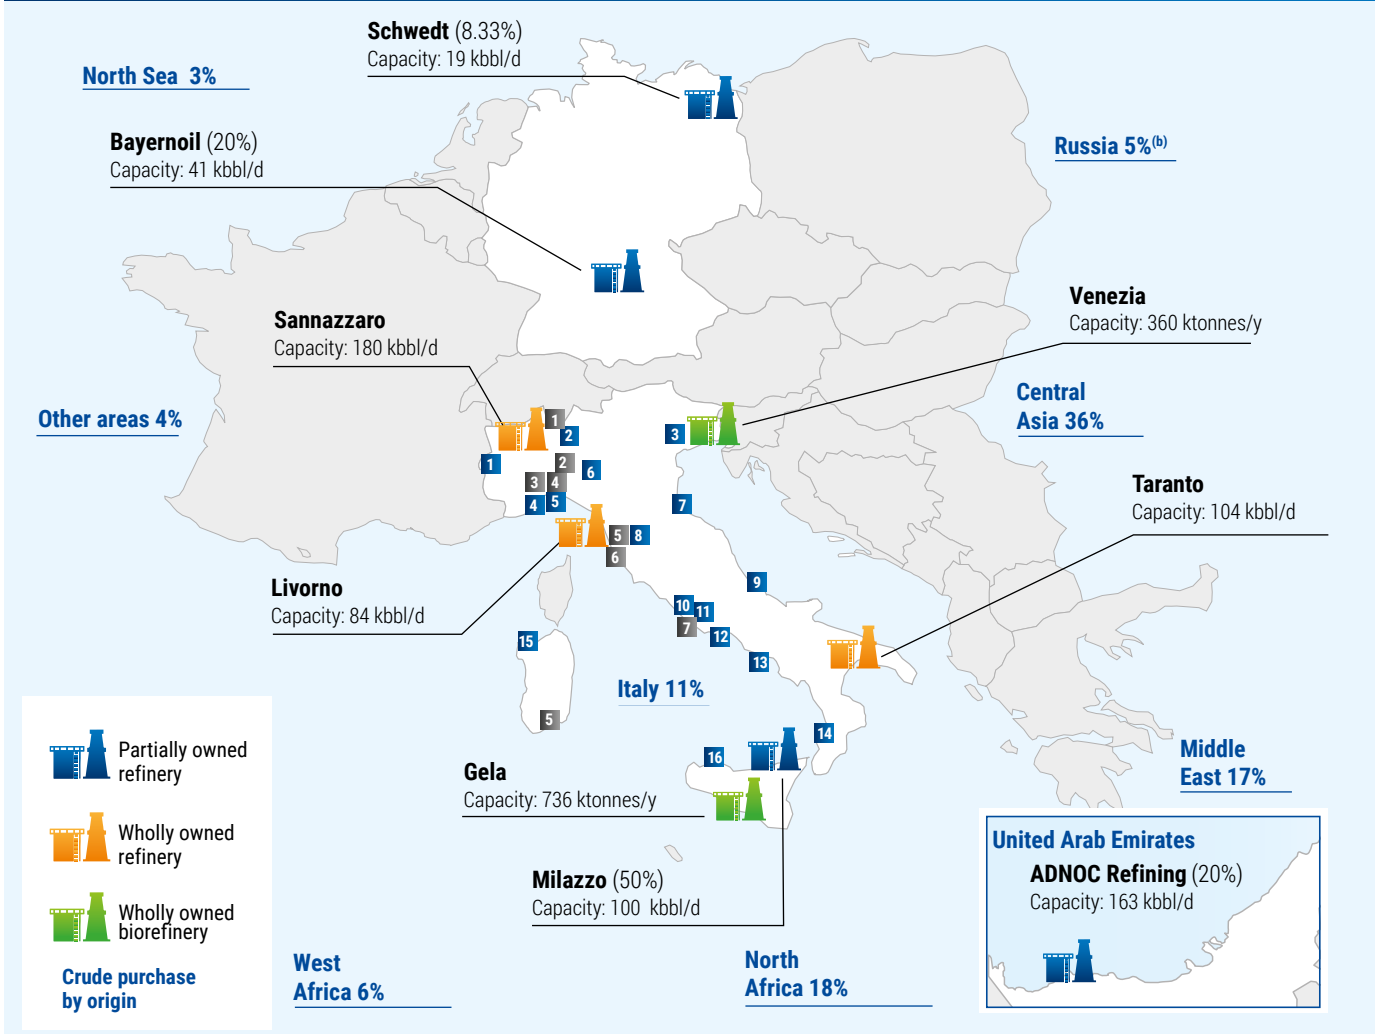 Schwedt (8.33%)
Capacity: 19 kbbl/d
North Sea 3%
Bayernoil (20%)
Capacity: 41 kbbl/d
Russia 5%(b)
Venezia
Capacity: 360 ktonnes/y
Sannazzaro
Capacity: 180 kbbl/d
Central
Asia 36%
Other areas 4%
1
2
3
1
2
6
3
4
4
5
7
5
8
6
Taranto
Capacity: 104 kbbl/d
Livorno
Capacity: 84 kbbl/d
9
10
11
7
12
15
13
Italy 11%
5
14
16
Partially owned
refinery
Wholly owned
refinery
Wholly owned
biorefinery
Crude purchase
by origin
Gela
Capacity: 736 ktonnes/y
Middle
East 17%
Milazzo (50%)
Capacity: 100 kbbl/d
United Arab Emirates
ADNOC Refining (20%)
Capacity: 163 kbbl/d
West
Africa 6%
North
Africa 18%